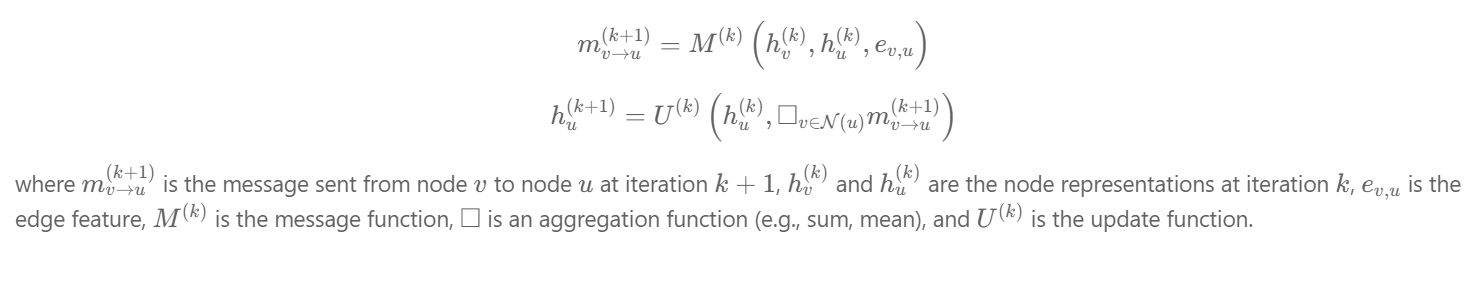 m_{v→u}^{(k+1)} = M^{(k)} (h_v^{(k)}, h_u^{(k)}, e_{v,u})
h_u^{(k+1)} = U^{(k)} (h_u^{(k)}, □_{v∈𝒩(u)} m_{v→u}^{(k+1)})
where m_{v→u}^{(k+1)} is the message sent from node v to node u at iteration k + 1, h_v^{(k)} and h_u^{(k)} are the node representations at iteration k, e_{v,u} is the
edge feature, M^{(k)} is the message function, □ is an aggregation function (e.g., sum, mean), and U^{(k)} is the update function.